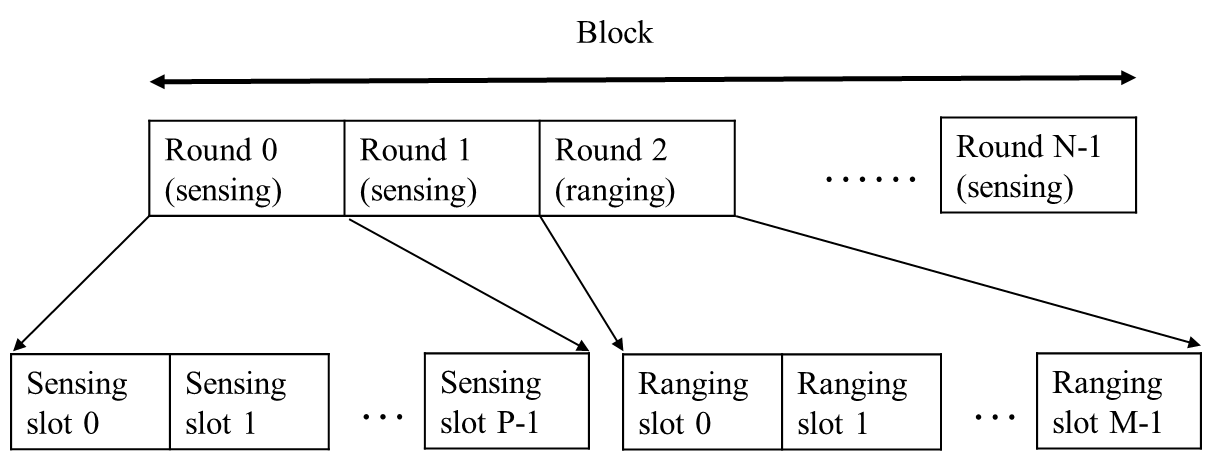 Block
Round 0
(sensing)
Round 1
(sensing)
Round 2
(ranging)
......
Round N-1
(sensing)
Sensing
slot 0
Sensing
slot 1
...
Sensing
slot P-1
Ranging
slot 0
Ranging
slot 1
...
Ranging
slot M-1